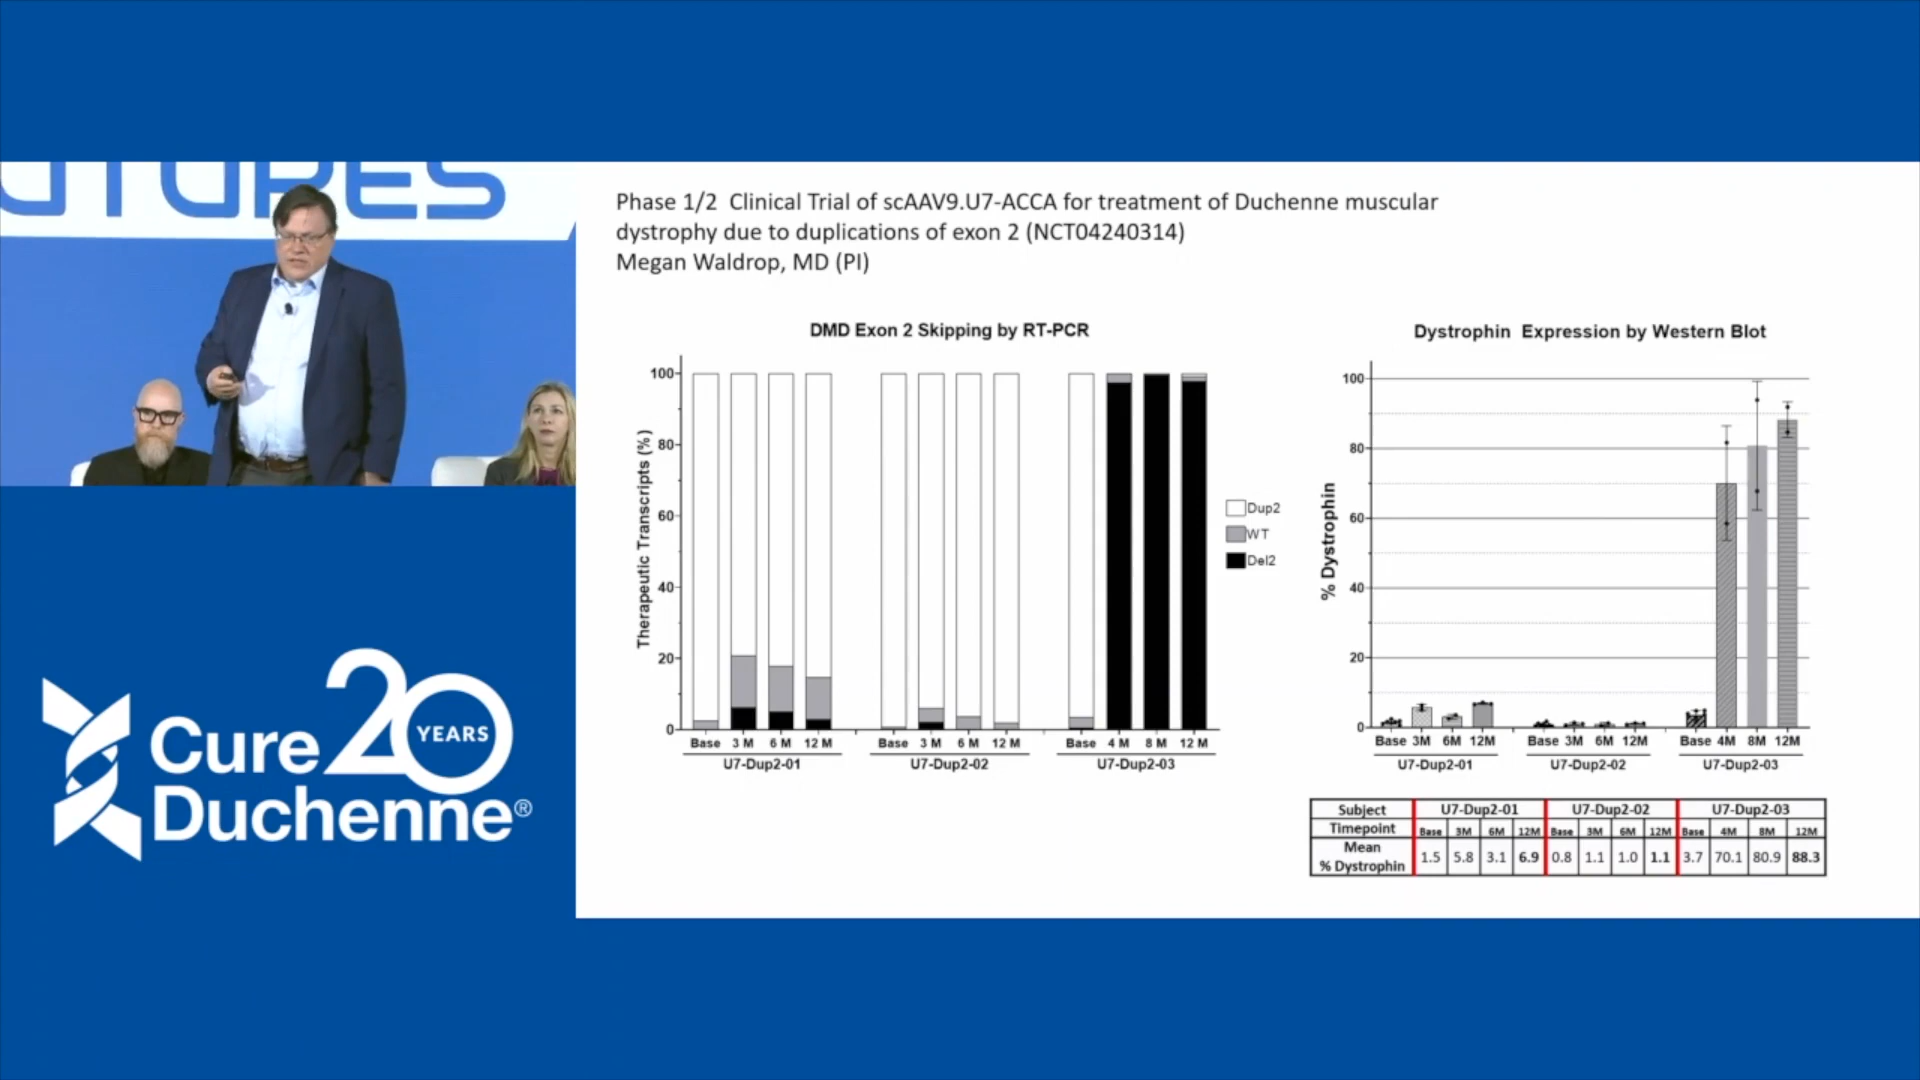 UTURES
Phase 1/2 Clinical Trial of scAAV9.U7-ACCA for treatment of Duchenne muscular
dystrophy due to duplications of exon 2 (NCT04240314)
Megan Waldrop, MD (PI)
DMD Exon 2 Skipping by RT-PCR
Therapeutic Transcripts (%)
100
80
60
40
20
0
Base 3 M 6 M 12 M
U7-Dup2-01
Base 3 M 6 M 12 M
U7-Dup2-02
Base 4 M 8 M 12 M
U7-Dup2-03
Dup2
WT
Del2
Dystrophin Expression by Western Blot
% Dystrophin
100
80
60
40
20
0
Base 3M 6M 12M
U7-Dup2-01
Base 3M 6M 12M
U7-Dup2-02
Base 4M 8M 12M
U7-Dup2-03
Subject U7-Dup2-01 U7-Dup2-02 U7-Dup2-03
Timepoint Base 3M 6M 12M Base 3M 6M 12M Base 4M 8M 12M
Mean
% Dystrophin 1.5 5.8 3.1 6.9 0.8 1.1 1.0 1.1 3.7 70.1 80.9 88.3
Cure 20 YEARS
Duchenne®